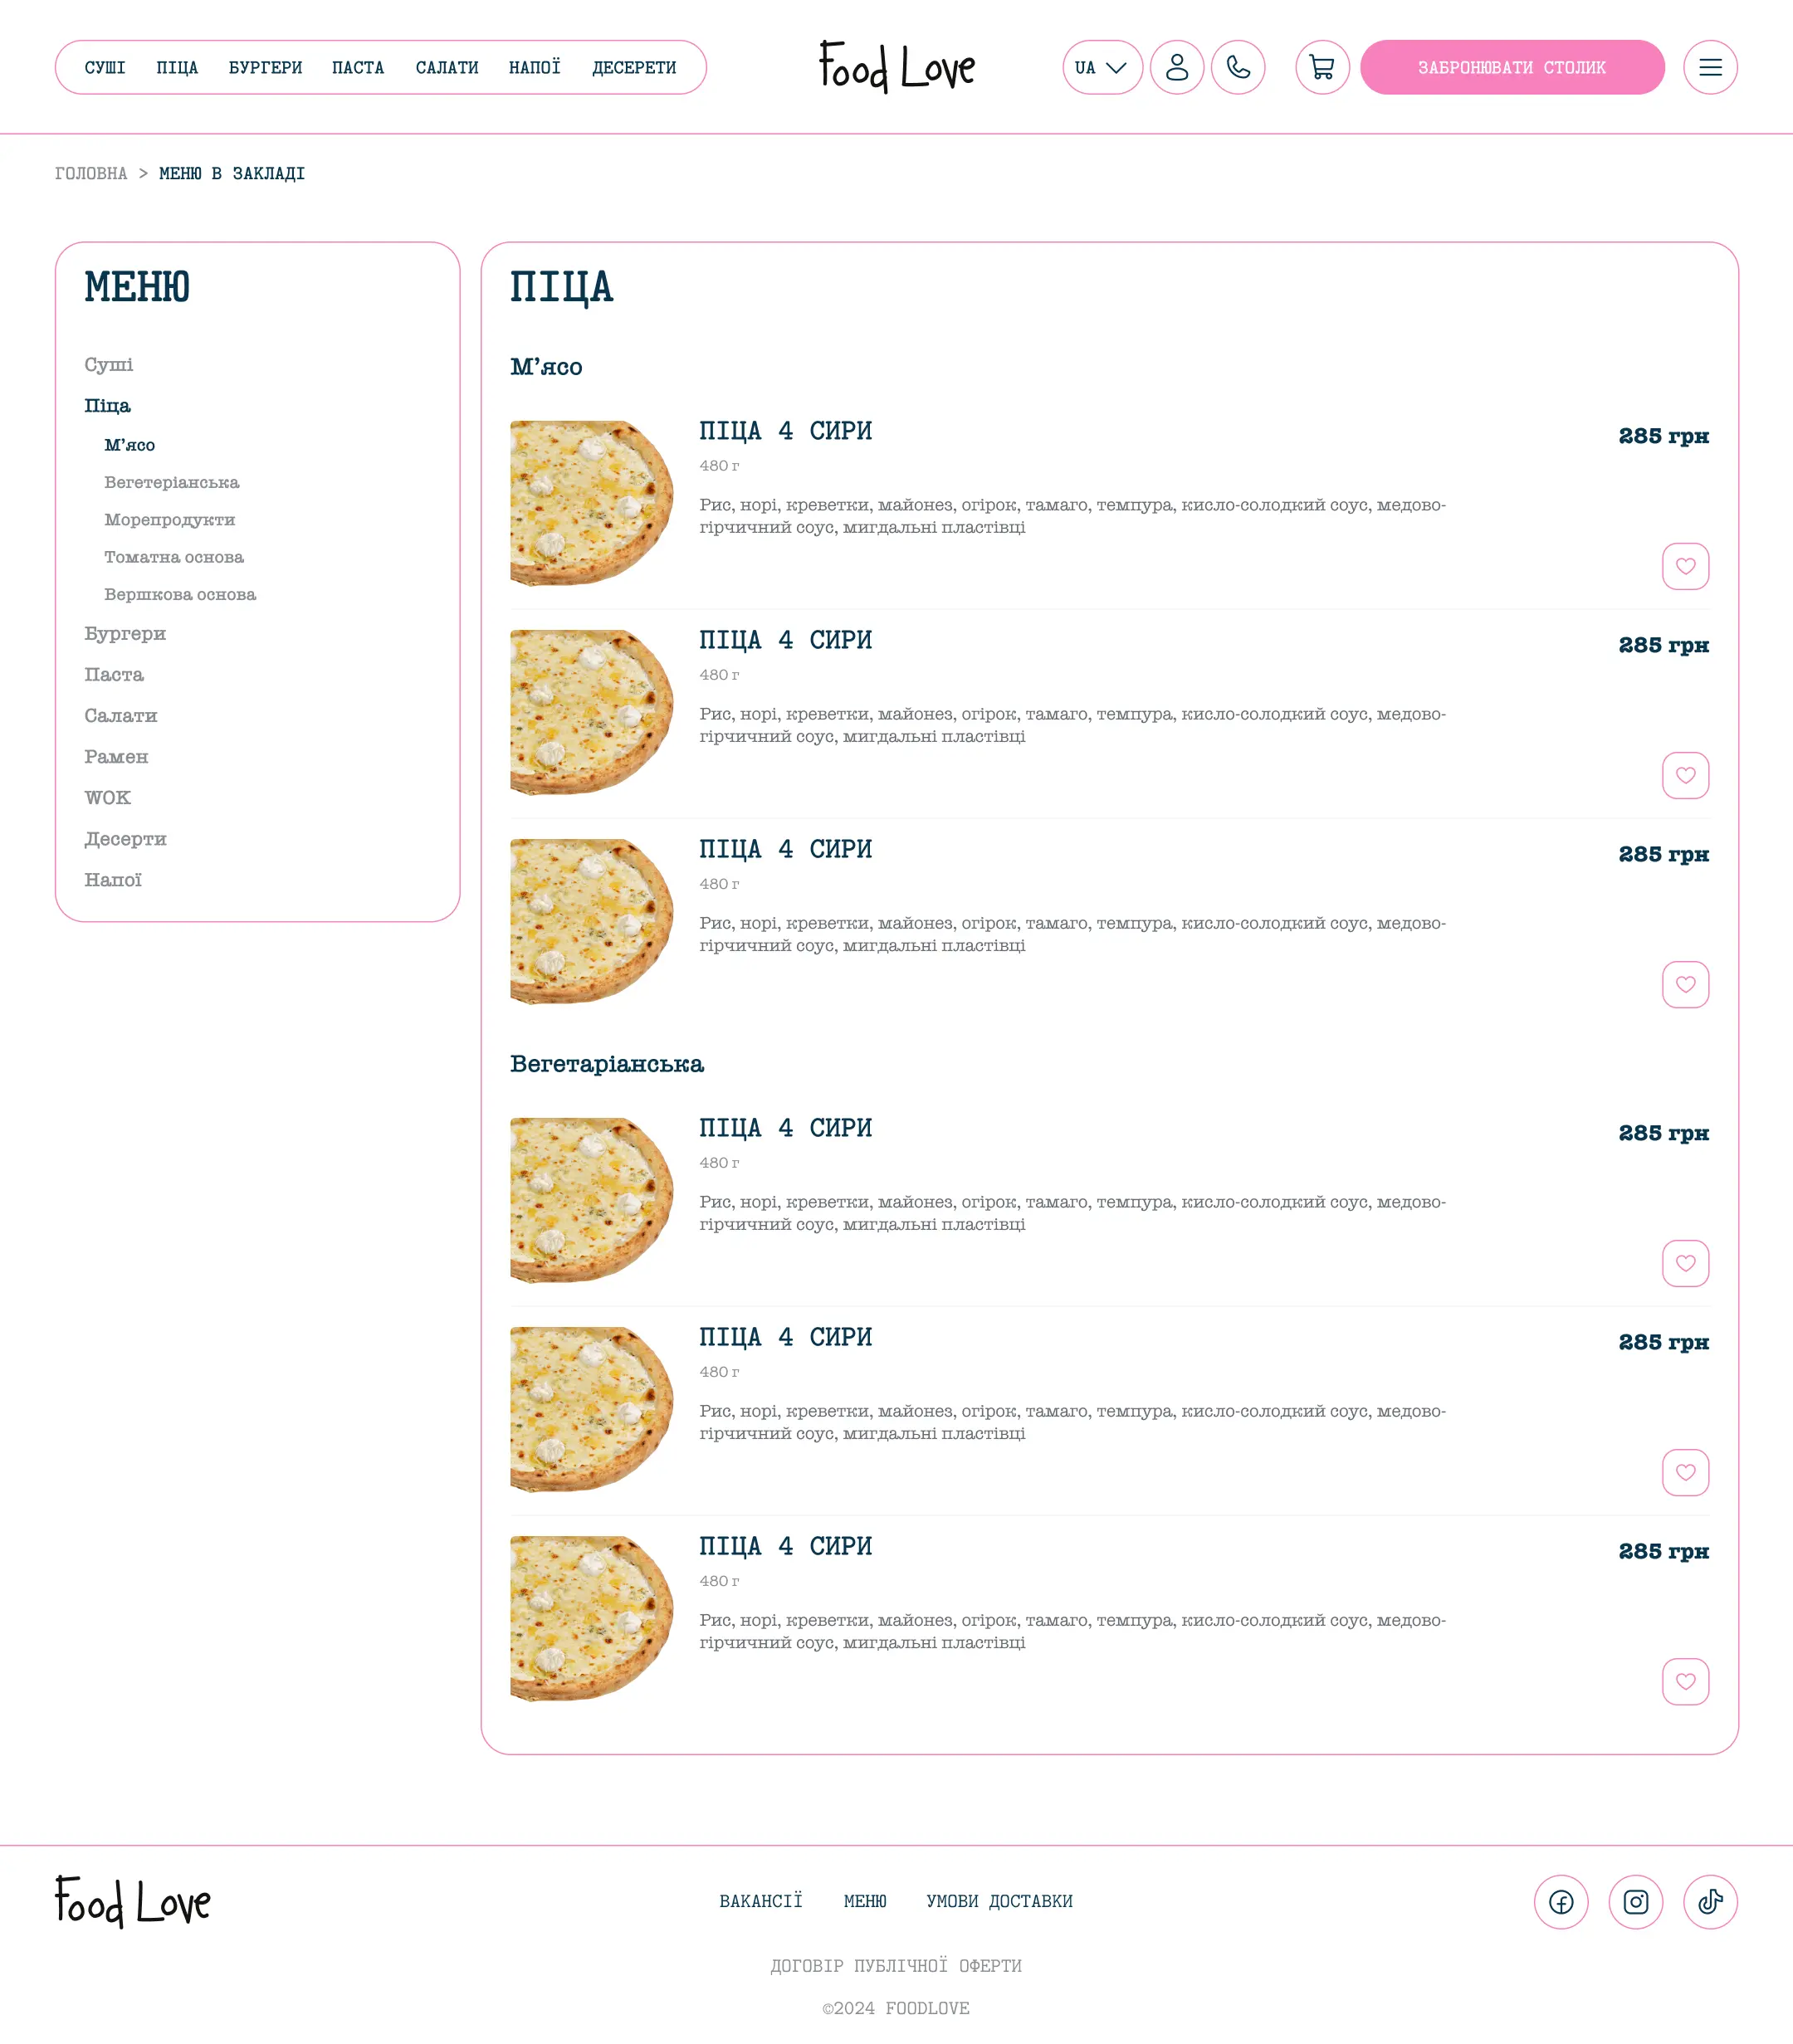 СУШІ ПІЦА БУРГЕРИ ПАСТА САЛАТИ НАПОЇ ДЕСЕРЕТИ
Food Love
UA
ЗАБРОНЮВАТИ СТОЛИК
ГОЛОВНА > МЕНЮ В ЗАКЛАДІ
МЕНЮ
Суші
Піца
М’ясо
Вегетеріанська
Морепродукти
Томатна основа
Вершкова основа
Бургери
Паста
Салати
Рамен
WOK
Десерти
Напої
ПІЦА
М’ясо
ПІЦА 4 СИРИ
285 грн
480 г
Рис, норі, креветки, майонез, огірок, тамаго, темпура, кисло-солодкий соус, медово-
гірчичний соус, мигдальні пластівці
ПІЦА 4 СИРИ
285 грн
480 г
Рис, норі, креветки, майонез, огірок, тамаго, темпура, кисло-солодкий соус, медово-
гірчичний соус, мигдальні пластівці
ПІЦА 4 СИРИ
285 грн
480 г
Рис, норі, креветки, майонез, огірок, тамаго, темпура, кисло-солодкий соус, медово-
гірчичний соус, мигдальні пластівці
Вегетаріанська
ПІЦА 4 СИРИ
285 грн
480 г
Рис, норі, креветки, майонез, огірок, тамаго, темпура, кисло-солодкий соус, медово-
гірчичний соус, мигдальні пластівці
ПІЦА 4 СИРИ
285 грн
480 г
Рис, норі, креветки, майонез, огірок, тамаго, темпура, кисло-солодкий соус, медово-
гірчичний соус, мигдальні пластівці
ПІЦА 4 СИРИ
285 грн
480 г
Рис, норі, креветки, майонез, огірок, тамаго, темпура, кисло-солодкий соус, медово-
гірчичний соус, мигдальні пластівці
Food Love
ВАКАНСІЇ МЕНЮ УМОВИ ДОСТАВКИ
ДОГОВІР ПУБЛІЧНОЇ ОФЕРТИ
©2024 FOODLOVE